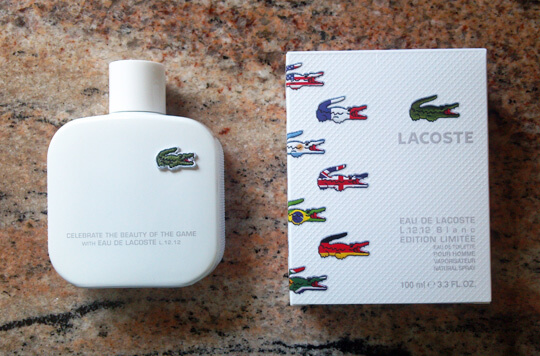 CELEBRATE THE BEAUTY OF THE GAME
WITH EAU DE LACOSTE L.12.12
LACOSTE
EAU DE LACOSTE
L.12.12 Blanc
EDITION LIMITÉE
EAU DE TOILETTE
POUR HOMME
VAPORISATEUR
NATURAL SPRAY
100 ml e 3.3 FL.OZ.